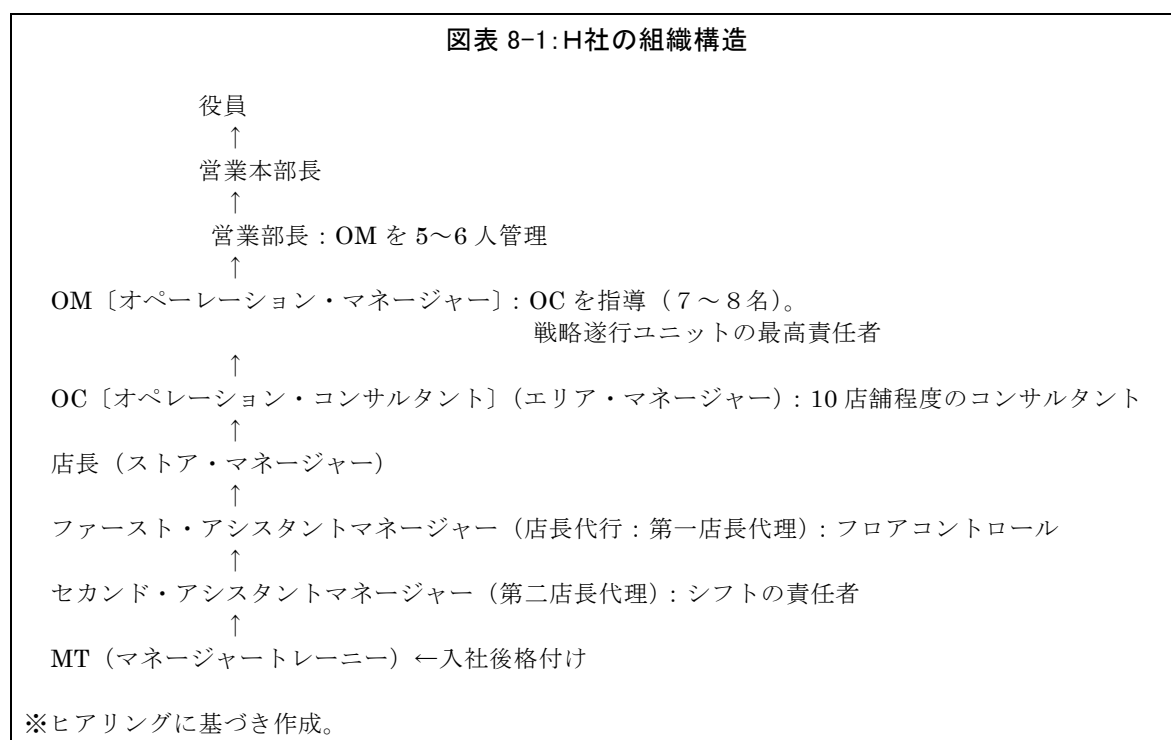 図表 8-1:H社の組織構造
役員
↑
営業本部長
↑
営業部長：OM を 5～6 人管理
↑
OM〔オペーレーション・マネージャー〕：OC を指導（７～８名）。
戦略遂行ユニットの最高責任者
↑
OC〔オペレーション・コンサルタント〕（エリア・マネージャー）：10 店舗程度のコンサルタント
↑
店長（ストア・マネージャー）
↑
ファースト・アシスタントマネージャー（店長代行：第一店長代理）：フロアコントロール
↑
セカンド・アシスタントマネージャー（第二店長代理）：シフトの責任者
↑
MT（マネージャートレーニー）←入社後格付け
※ヒアリングに基づき作成。